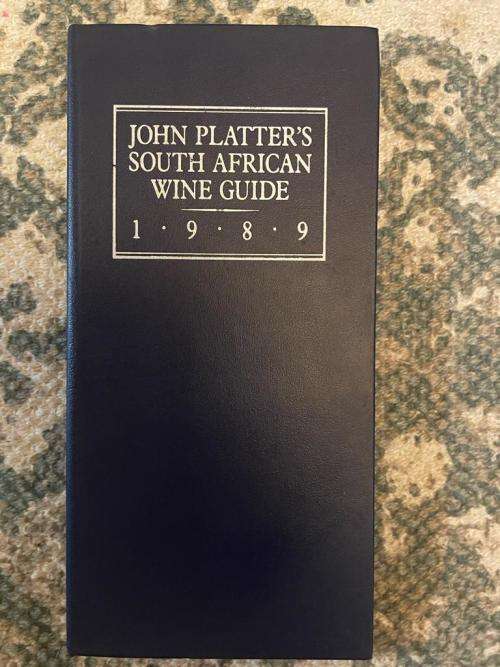 JOHN PLATTER'S
SOUTH AFRICAN
WINE GUIDE
1 · 9 · 8 · 9